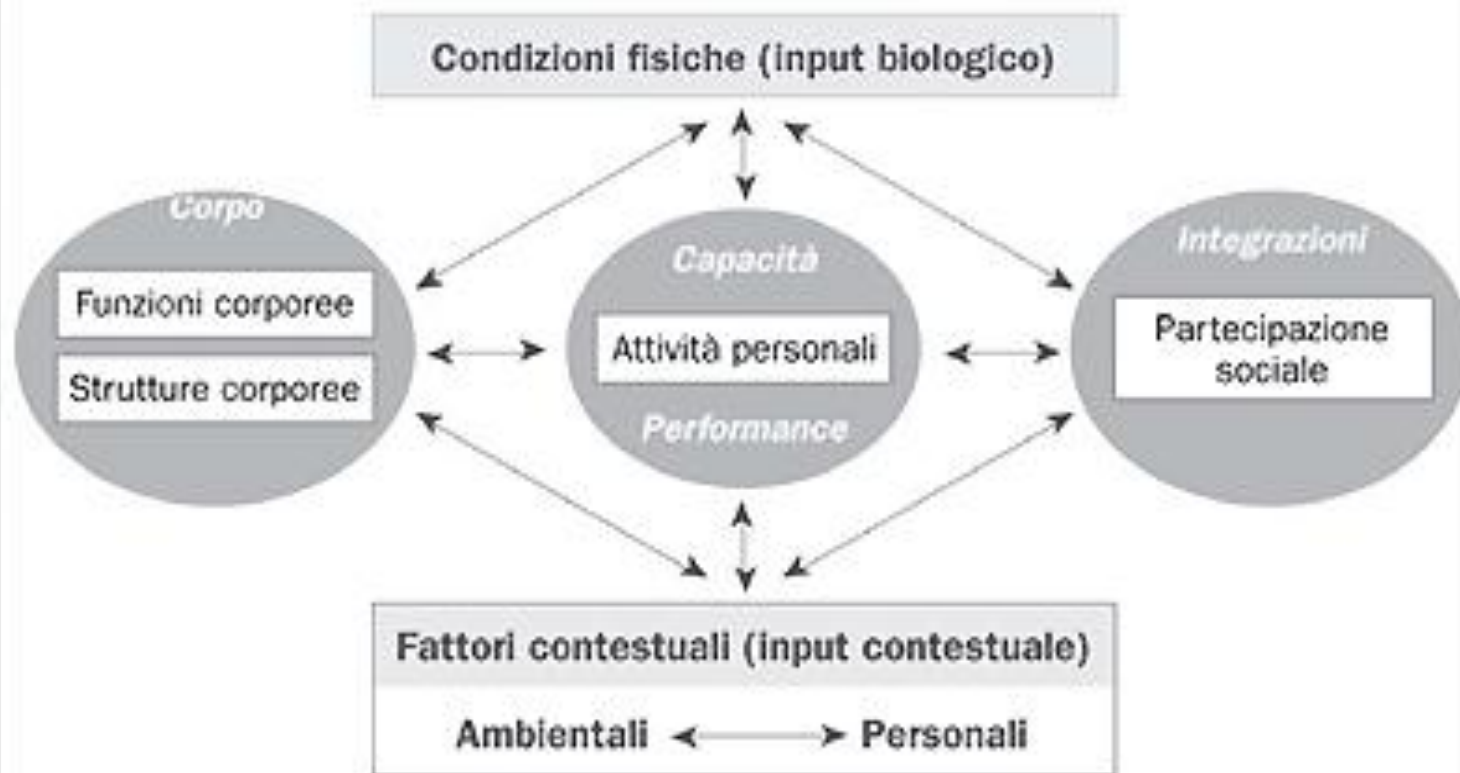 Condizioni fisiche (input biologico)
Corpo
Funzioni corporee
Strutture corporee
Capacità
Attività personali
Performance
Integrazioni
Partecipazione
sociale
Fattori contestuali (input contestuale)
Ambientali
Personali